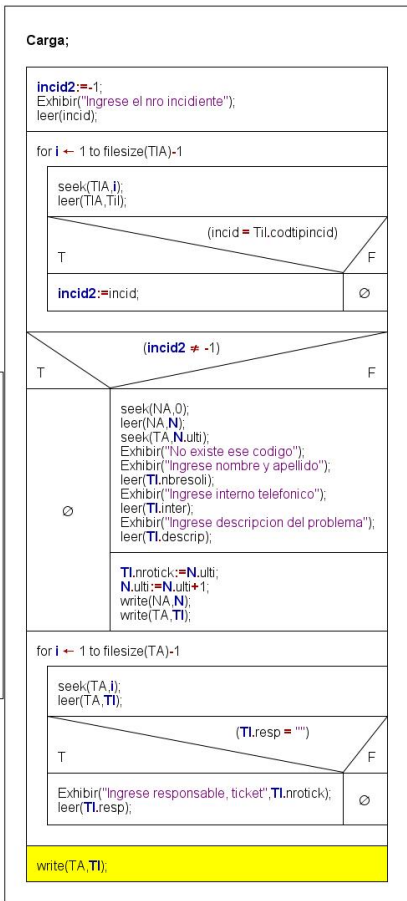 Carga;
incid2:=-1;
Exhibir("Ingrese el nro incidiente");
leer(incid);
for i ← 1 to filesize(TIA)-1
seek(TIA,i);
leer(TIA,TiI);
(incid = TiI.codtipincid)
T F
incid2:=incid; ∅
(incid2 ≠ -1)
T F
seek(NA,0);
leer(NA,N);
seek(TA,N.ulti);
Exhibir("No existe ese codigo");
Exhibir("Ingrese nombre y apellido");
leer(TI.nbresoli);
Exhibir("Ingrese interno telefonico");
∅ leer(TI.inter);
Exhibir("Ingrese descripcion del problema");
leer(TI.descrip);
TI.nrotick:=N.ulti;
N.ulti:=N.ulti+1;
write(NA,N);
write(TA,TI);
for i ← 1 to filesize(TA)-1
seek(TA,i);
leer(TA,TI);
(TI.resp = "")
T F
Exhibir("Ingrese responsable, ticket",TI.nrotick); ∅
leer(TI.resp);
write(TA,TI);